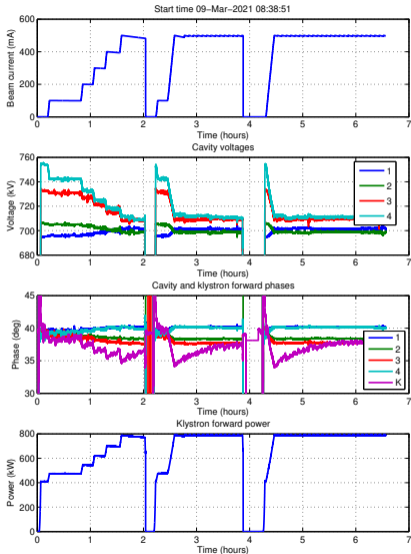 Start time 09−Mar−2021 08:38:51
600
400
200
0
Beam current (mA)
0 1 2 3 4 5 6 7
Time (hours)
Cavity voltages
760
740
720
700
680
Voltage (kV)
1
2
3
4
0 1 2 3 4 5 6 7
Time (hours)
Cavity and klystron forward phases
45
40
35
30
Phase (deg)
1
2
3
4
K
0 1 2 3 4 5 6 7
Time (hours)
Klystron forward power
800
600
400
200
0
Power (kW)
0 1 2 3 4 5 6 7
Time (hours)